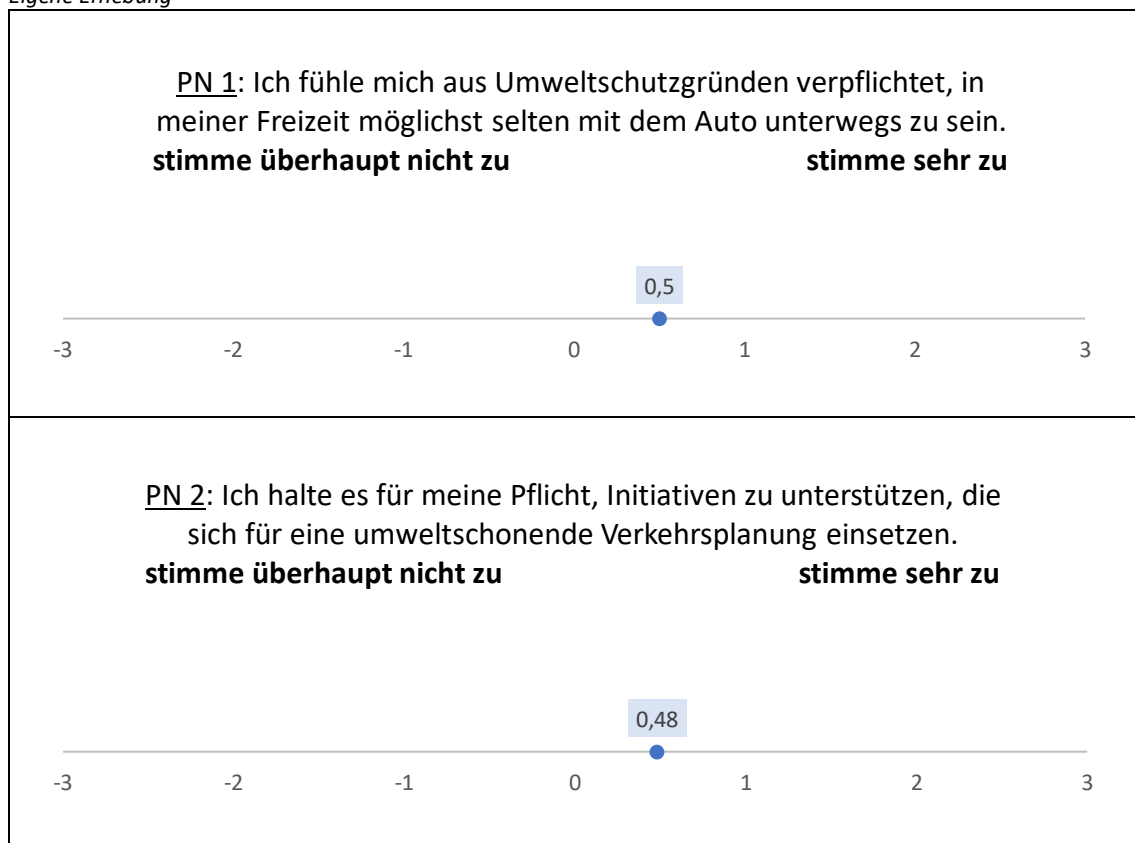 Eigene Erhebung
PN 1: Ich fühle mich aus Umweltschutzgründen verpflichtet, in
meiner Freizeit möglichst selten mit dem Auto unterwegs zu sein.
stimme überhaupt nicht zu stimme sehr zu
0,5
-3 -2 -1 0 1 2 3
PN 2: Ich halte es für meine Pflicht, Initiativen zu unterstützen, die
sich für eine umweltschonende Verkehrsplanung einsetzen.
stimme überhaupt nicht zu stimme sehr zu
0,48
-3 -2 -1 0 1 2 3